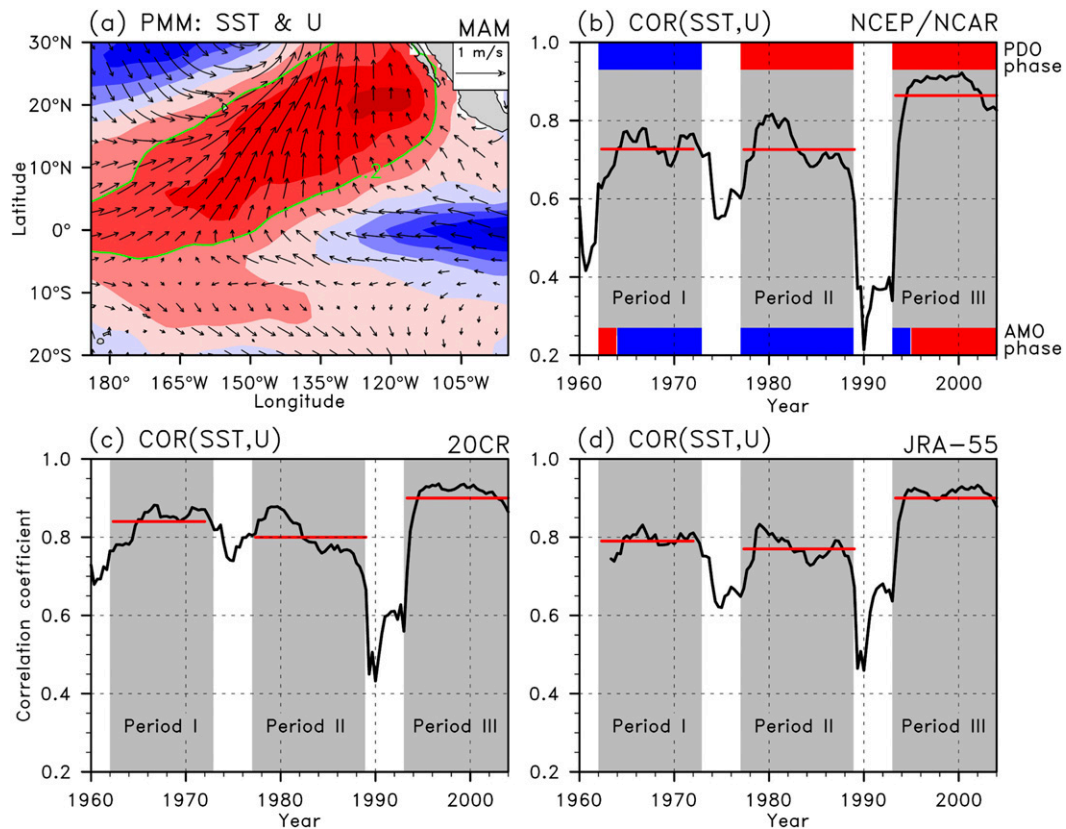 (a) PMM: SST & U MAM
30°N
20°N
10°N
0°
10°S
20°S
Latitude
1 m/s
.2
180° 165°W 150°W 135°W 120°W 105°W
Longitude
(b) COR(SST,U) NCEP/NCAR
1.0
0.8
0.6
0.4
0.2
PDO
phase
Period I Period II Period III
AMO
phase
1960 1970 1980 1990 2000
Year
(c) COR(SST,U) 20CR
1.0
0.8
0.6
0.4
0.2
Correlation coefficient
Period I Period II Period III
1960 1970 1980 1990 2000
Year
(d) COR(SST,U) JRA-55
1.0
0.8
0.6
0.4
0.2
Period I Period II Period III
1960 1970 1980 1990 2000
Year